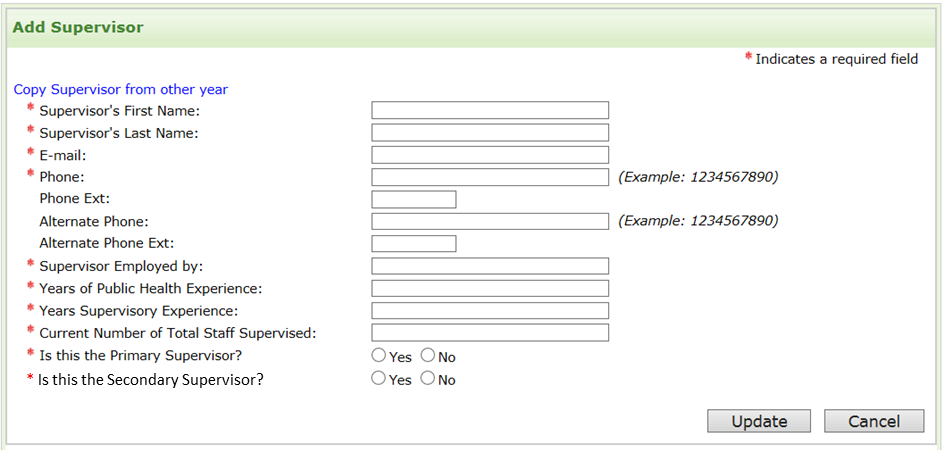 Add Supervisor
* Indicates a required field
Copy Supervisor from other year
* Supervisor's First Name:
* Supervisor's Last Name:
* E-mail:
* Phone: (Example: 1234567890)
Phone Ext:
Alternate Phone: (Example: 1234567890)
Alternate Phone Ext:
* Supervisor Employed by:
* Years of Public Health Experience:
* Years Supervisory Experience:
* Current Number of Total Staff Supervised:
* Is this the Primary Supervisor? Yes No
* Is this the Secondary Supervisor? Yes No
Update Cancel